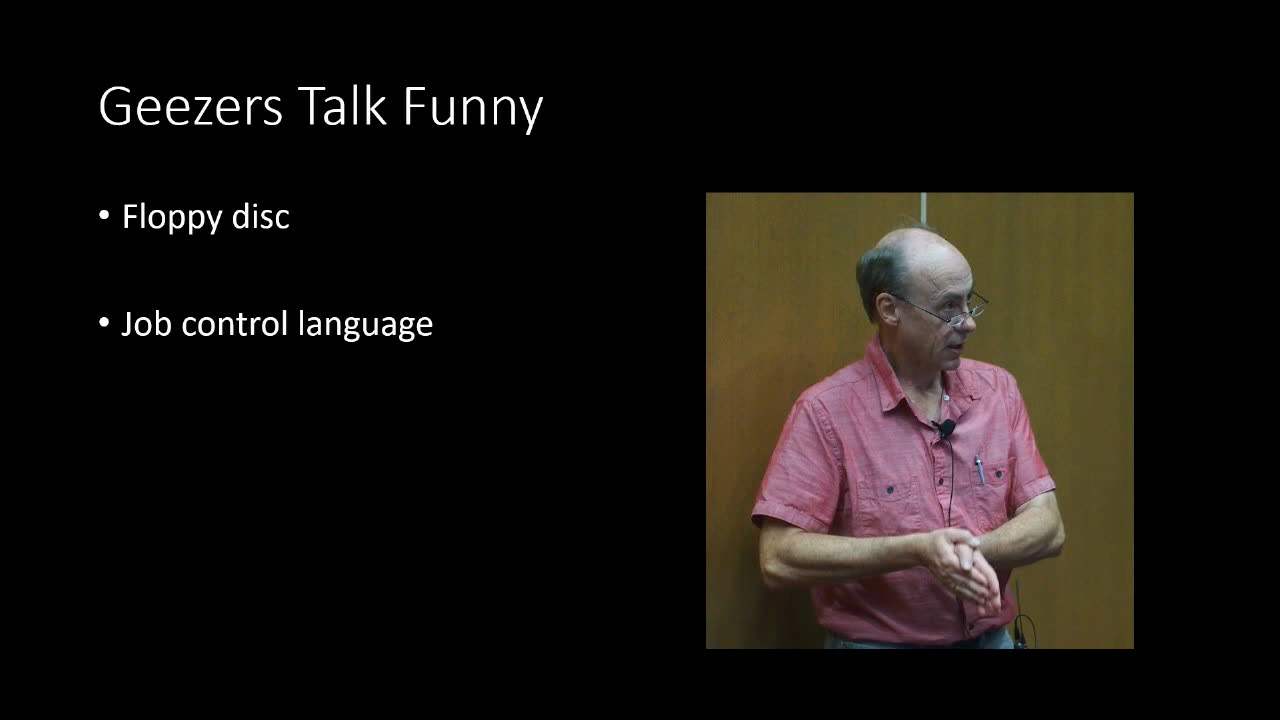 Geezers Talk Funny
• Floppy disc
• Job control language